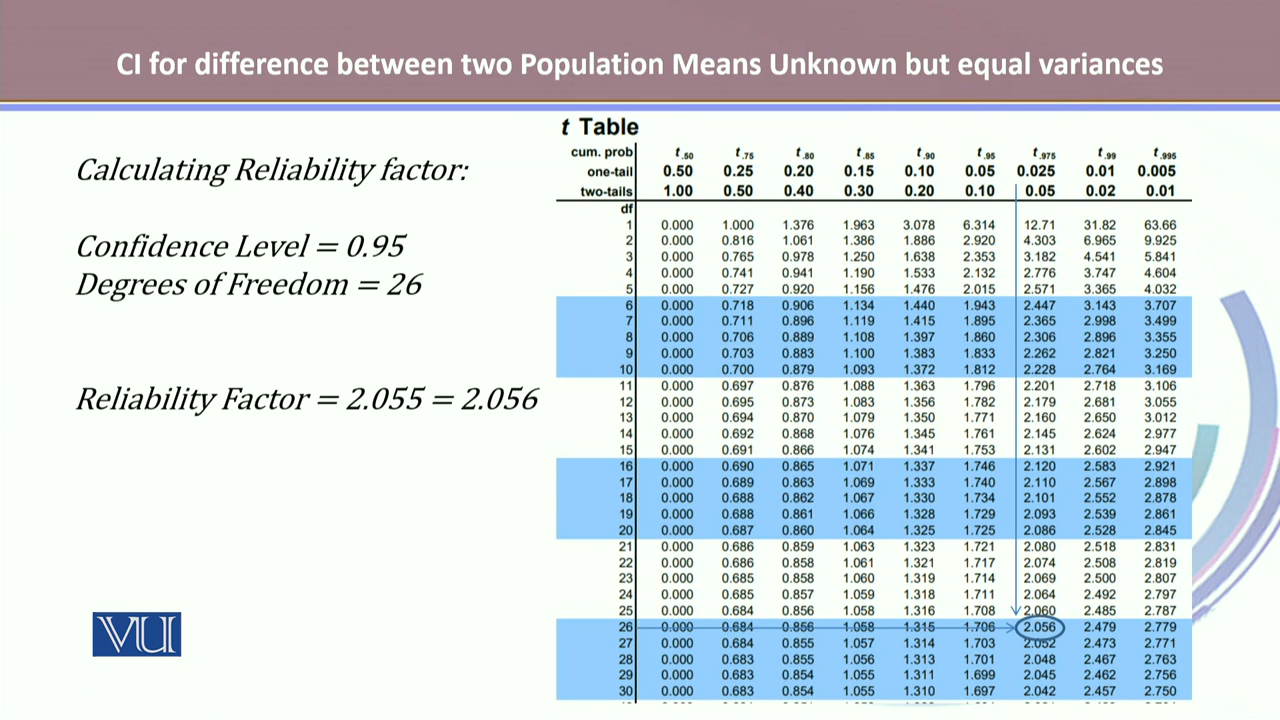 CI for difference between two Population Means Unknown but equal variances
Calculating Reliability factor:
Confidence Level = 0.95
Degrees of Freedom = 26
Reliability Factor = 2.055 = 2.056
VU
t Table
cum. prob t.50 t.75 t.80 t.85 t.90 t.95 t.975 t.99 t.995
one-tail 0.50 0.25 0.20 0.15 0.10 0.05 0.025 0.01 0.005
two-tails 1.00 0.50 0.40 0.30 0.20 0.10 0.05 0.02 0.01
df
1 0.000 1.000 1.376 1.963 3.078 6.314 12.71 31.82 63.66
2 0.000 0.816 1.061 1.386 1.886 2.920 4.303 6.965 9.925
3 0.000 0.765 0.978 1.250 1.638 2.353 3.182 4.541 5.841
4 0.000 0.741 0.941 1.190 1.533 2.132 2.776 3.747 4.604
5 0.000 0.727 0.920 1.156 1.476 2.015 2.571 3.365 4.032
6 0.000 0.718 0.906 1.134 1.440 1.943 2.447 3.143 3.707
7 0.000 0.711 0.896 1.119 1.415 1.895 2.365 2.998 3.499
8 0.000 0.706 0.889 1.108 1.397 1.860 2.306 2.896 3.355
9 0.000 0.703 0.883 1.100 1.383 1.833 2.262 2.821 3.250
10 0.000 0.700 0.879 1.093 1.372 1.812 2.228 2.764 3.169
11 0.000 0.697 0.876 1.088 1.363 1.796 2.201 2.718 3.106
12 0.000 0.695 0.873 1.083 1.356 1.782 2.179 2.681 3.055
13 0.000 0.694 0.870 1.079 1.350 1.771 2.160 2.650 3.012
14 0.000 0.692 0.868 1.076 1.345 1.761 2.145 2.624 2.977
15 0.000 0.691 0.866 1.074 1.341 1.753 2.131 2.602 2.947
16 0.000 0.690 0.865 1.071 1.337 1.746 2.120 2.583 2.921
17 0.000 0.689 0.863 1.069 1.333 1.740 2.110 2.567 2.898
18 0.000 0.688 0.862 1.067 1.330 1.734 2.101 2.552 2.878
19 0.000 0.688 0.861 1.066 1.328 1.729 2.093 2.539 2.861
20 0.000 0.687 0.860 1.064 1.325 1.725 2.086 2.528 2.845
21 0.000 0.686 0.859 1.063 1.323 1.721 2.080 2.518 2.831
22 0.000 0.686 0.858 1.061 1.321 1.717 2.074 2.508 2.819
23 0.000 0.685 0.858 1.060 1.319 1.714 2.069 2.500 2.807
24 0.000 0.685 0.857 1.059 1.318 1.711 2.064 2.492 2.797
25 0.000 0.684 0.856 1.058 1.316 1.708 2.060 2.485 2.787
26 0.000 0.684 0.856 1.058 1.315 1.706 2.056 2.479 2.779
27 0.000 0.684 0.855 1.057 1.314 1.703 2.052 2.473 2.771
28 0.000 0.683 0.855 1.056 1.313 1.701 2.048 2.467 2.763
29 0.000 0.683 0.854 1.055 1.311 1.699 2.045 2.462 2.756
30 0.000 0.683 0.854 1.055 1.310 1.697 2.042 2.457 2.750